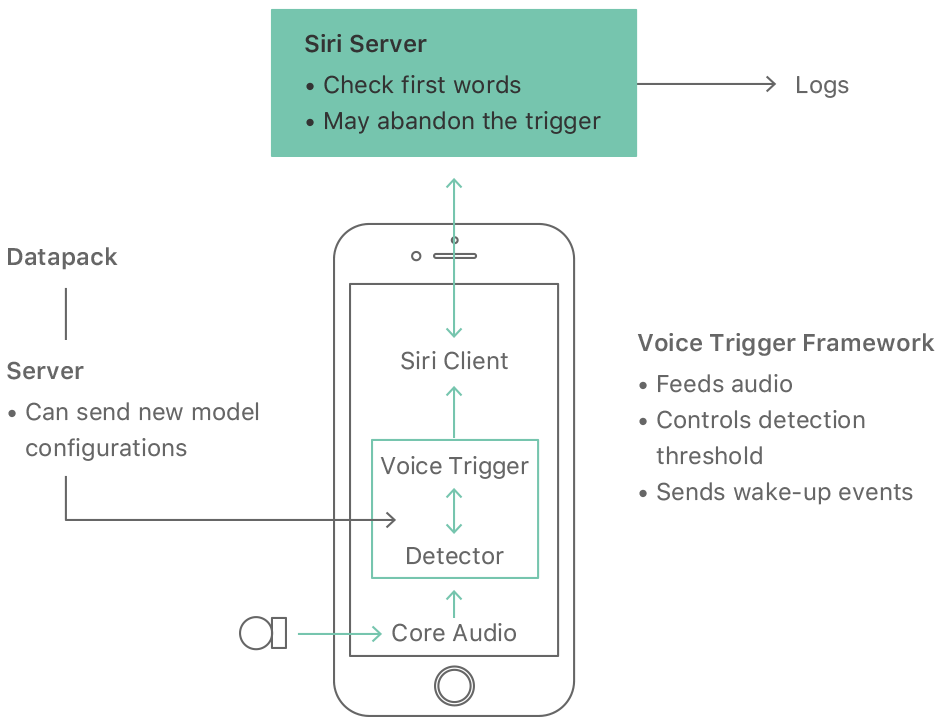 Siri Server
• Check first words
• May abandon the trigger
Logs
Datapack
Server
• Can send new model
configurations
Siri Client
Voice Trigger
Detector
Core Audio
Voice Trigger Framework
• Feeds audio
• Controls detection
threshold
• Sends wake-up events